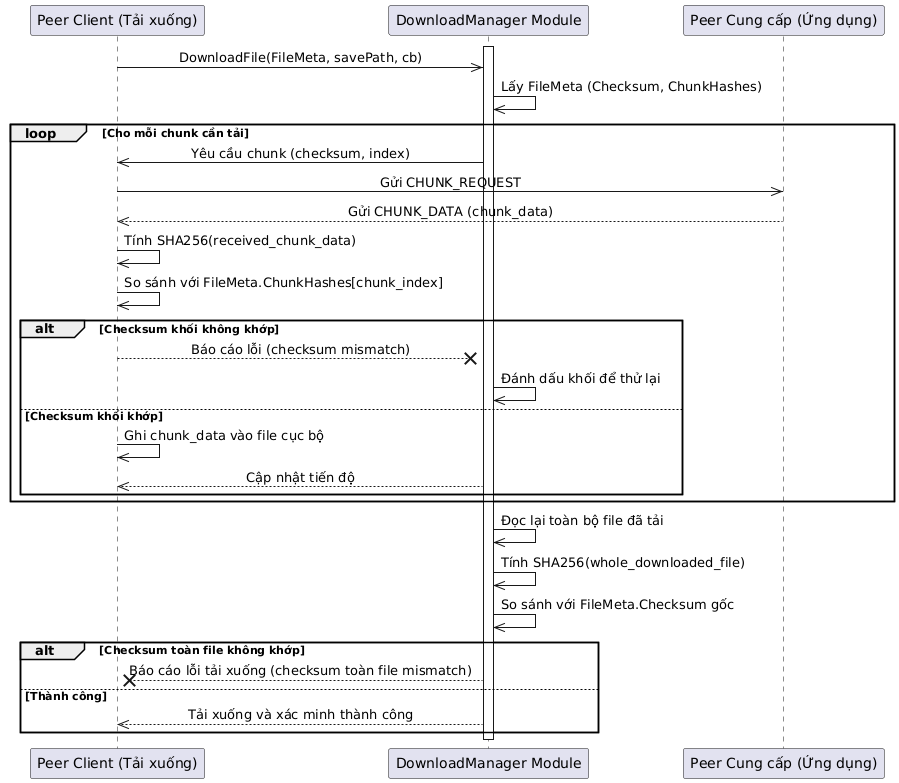 Peer Client (Tải xuống)
DownloadManager Module
Peer Cung cấp (Ứng dụng)
DownloadFile(FileMeta, savePath, cb)
Lấy FileMeta (Checksum, ChunkHashes)
loop
[Cho mỗi chunk cần tải]
Yêu cầu chunk (checksum, index)
Gửi CHUNK_REQUEST
Gửi CHUNK_DATA (chunk_data)
Tính SHA256(received_chunk_data)
So sánh với FileMeta.ChunkHashes[chunk_index]
alt
[Checksum khối không khớp]
Báo cáo lỗi (checksum mismatch)
Đánh dấu khối để thử lại
[Checksum khối khớp]
Ghi chunk_data vào file cục bộ
Cập nhật tiến độ
Đọc lại toàn bộ file đã tải
Tính SHA256(whole_downloaded_file)
So sánh với FileMeta.Checksum gốc
alt
[Checksum toàn file không khớp]
Báo cáo lỗi tải xuống (checksum toàn file mismatch)
[Thành công]
Tải xuống và xác minh thành công
Peer Client (Tải xuống)
DownloadManager Module
Peer Cung cấp (Ứng dụng)